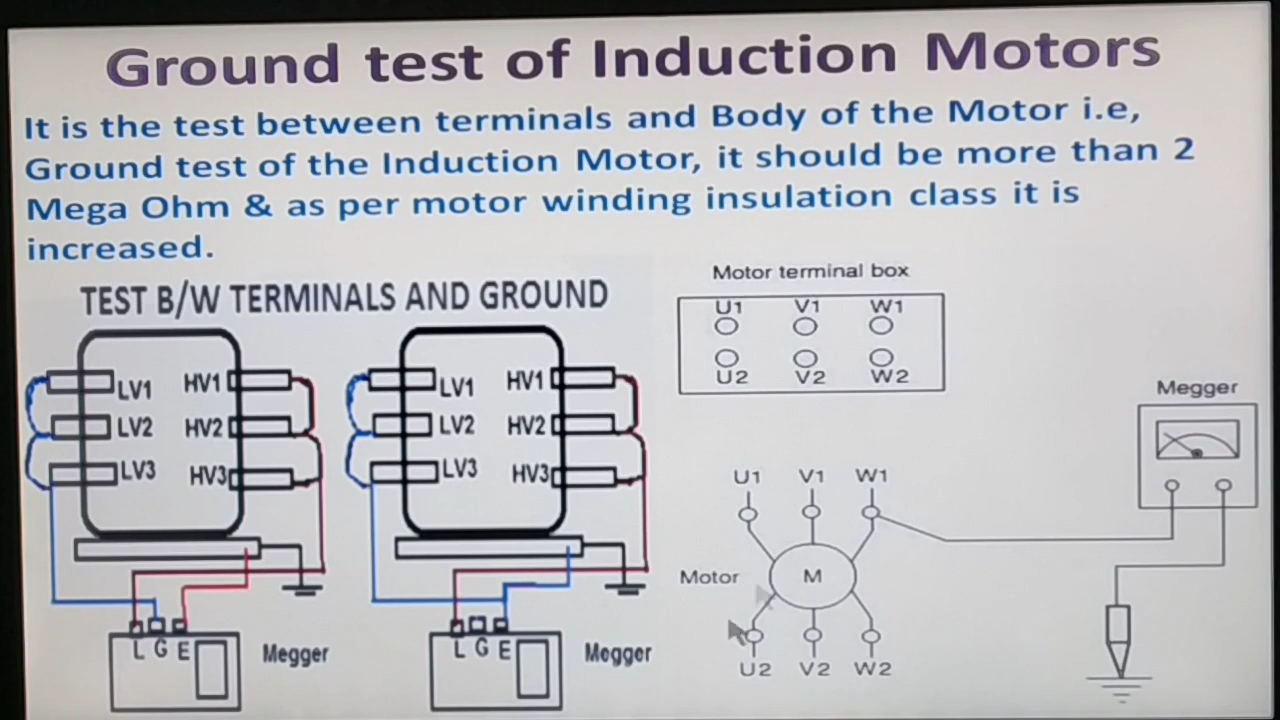 Ground test of Induction Motors
It is the test between terminals and Body of the Motor i.e,
Ground test of the Induction Motor, it should be more than 2
Mega Ohm & as per motor winding insulation class it is
increased.
TEST B/W TERMINALS AND GROUND
LV1 HV1
LV2 HV2
LV3 HV3
L G E
Megger
LV1 HV1
LV2 HV2
LV3 HV3
L G E
Megger
Motor terminal box
U1 V1 W1
U2 V2 W2
Megger
U1 V1 W1
Motor M
U2 V2 W2